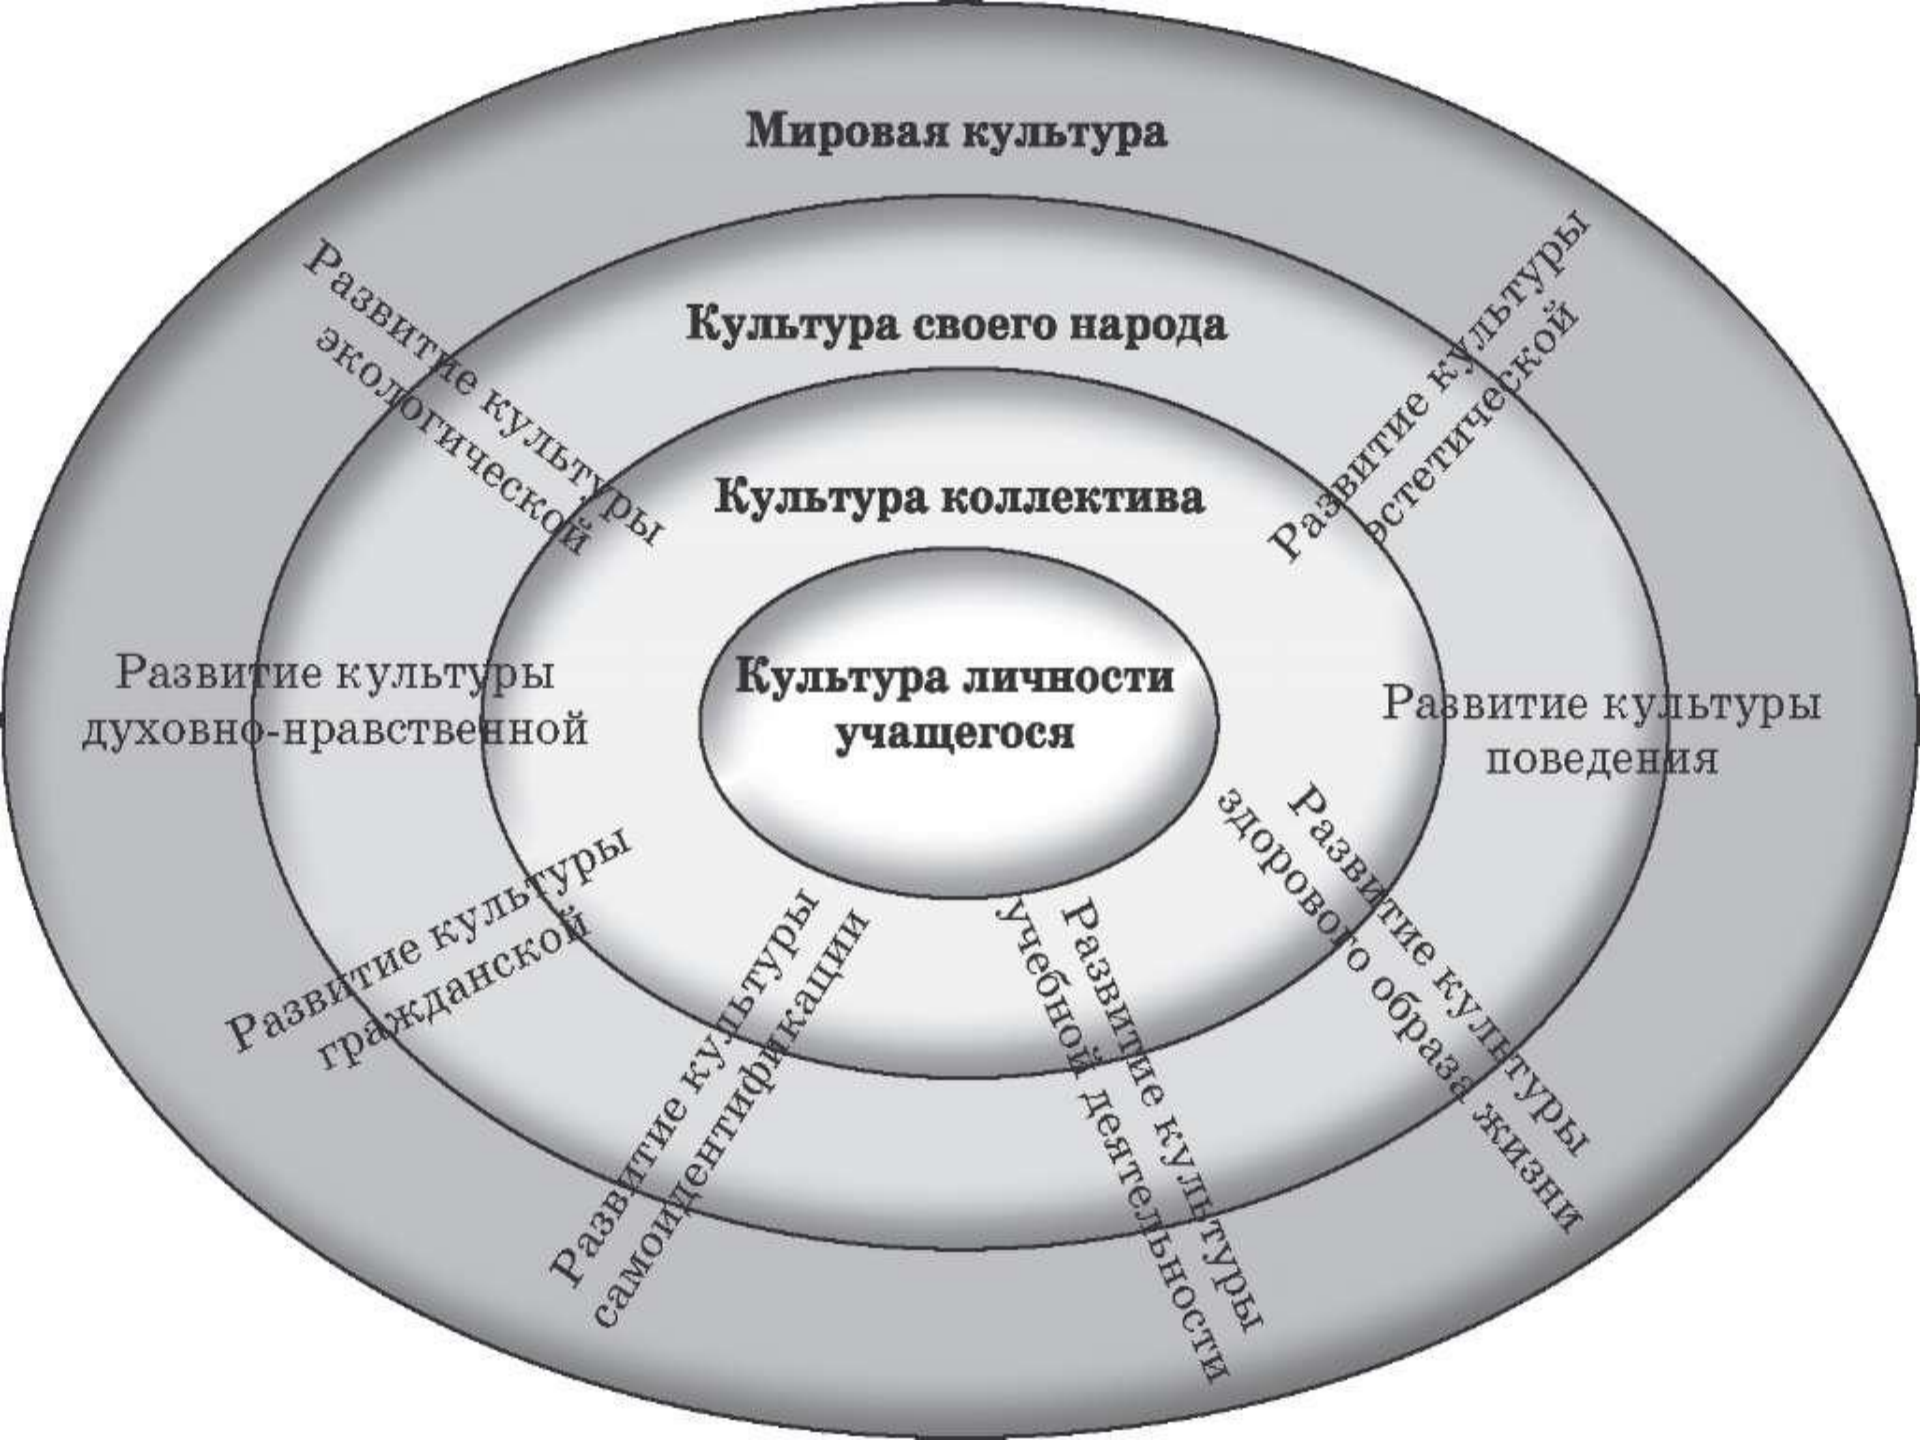 Мировая культура
Культура своего народа
Культура коллектива
Культура личности
учащегося
Развитие культуры
экологической
Развитие культуры
эстетической
Развитие культуры
духовно-нравственной
Развитие культуры
поведения
Развитие культуры
гражданской
Развитие культуры
самоидентификации
Развитие культуры
учебной деятельности
Развитие культуры
здорового образа жизни